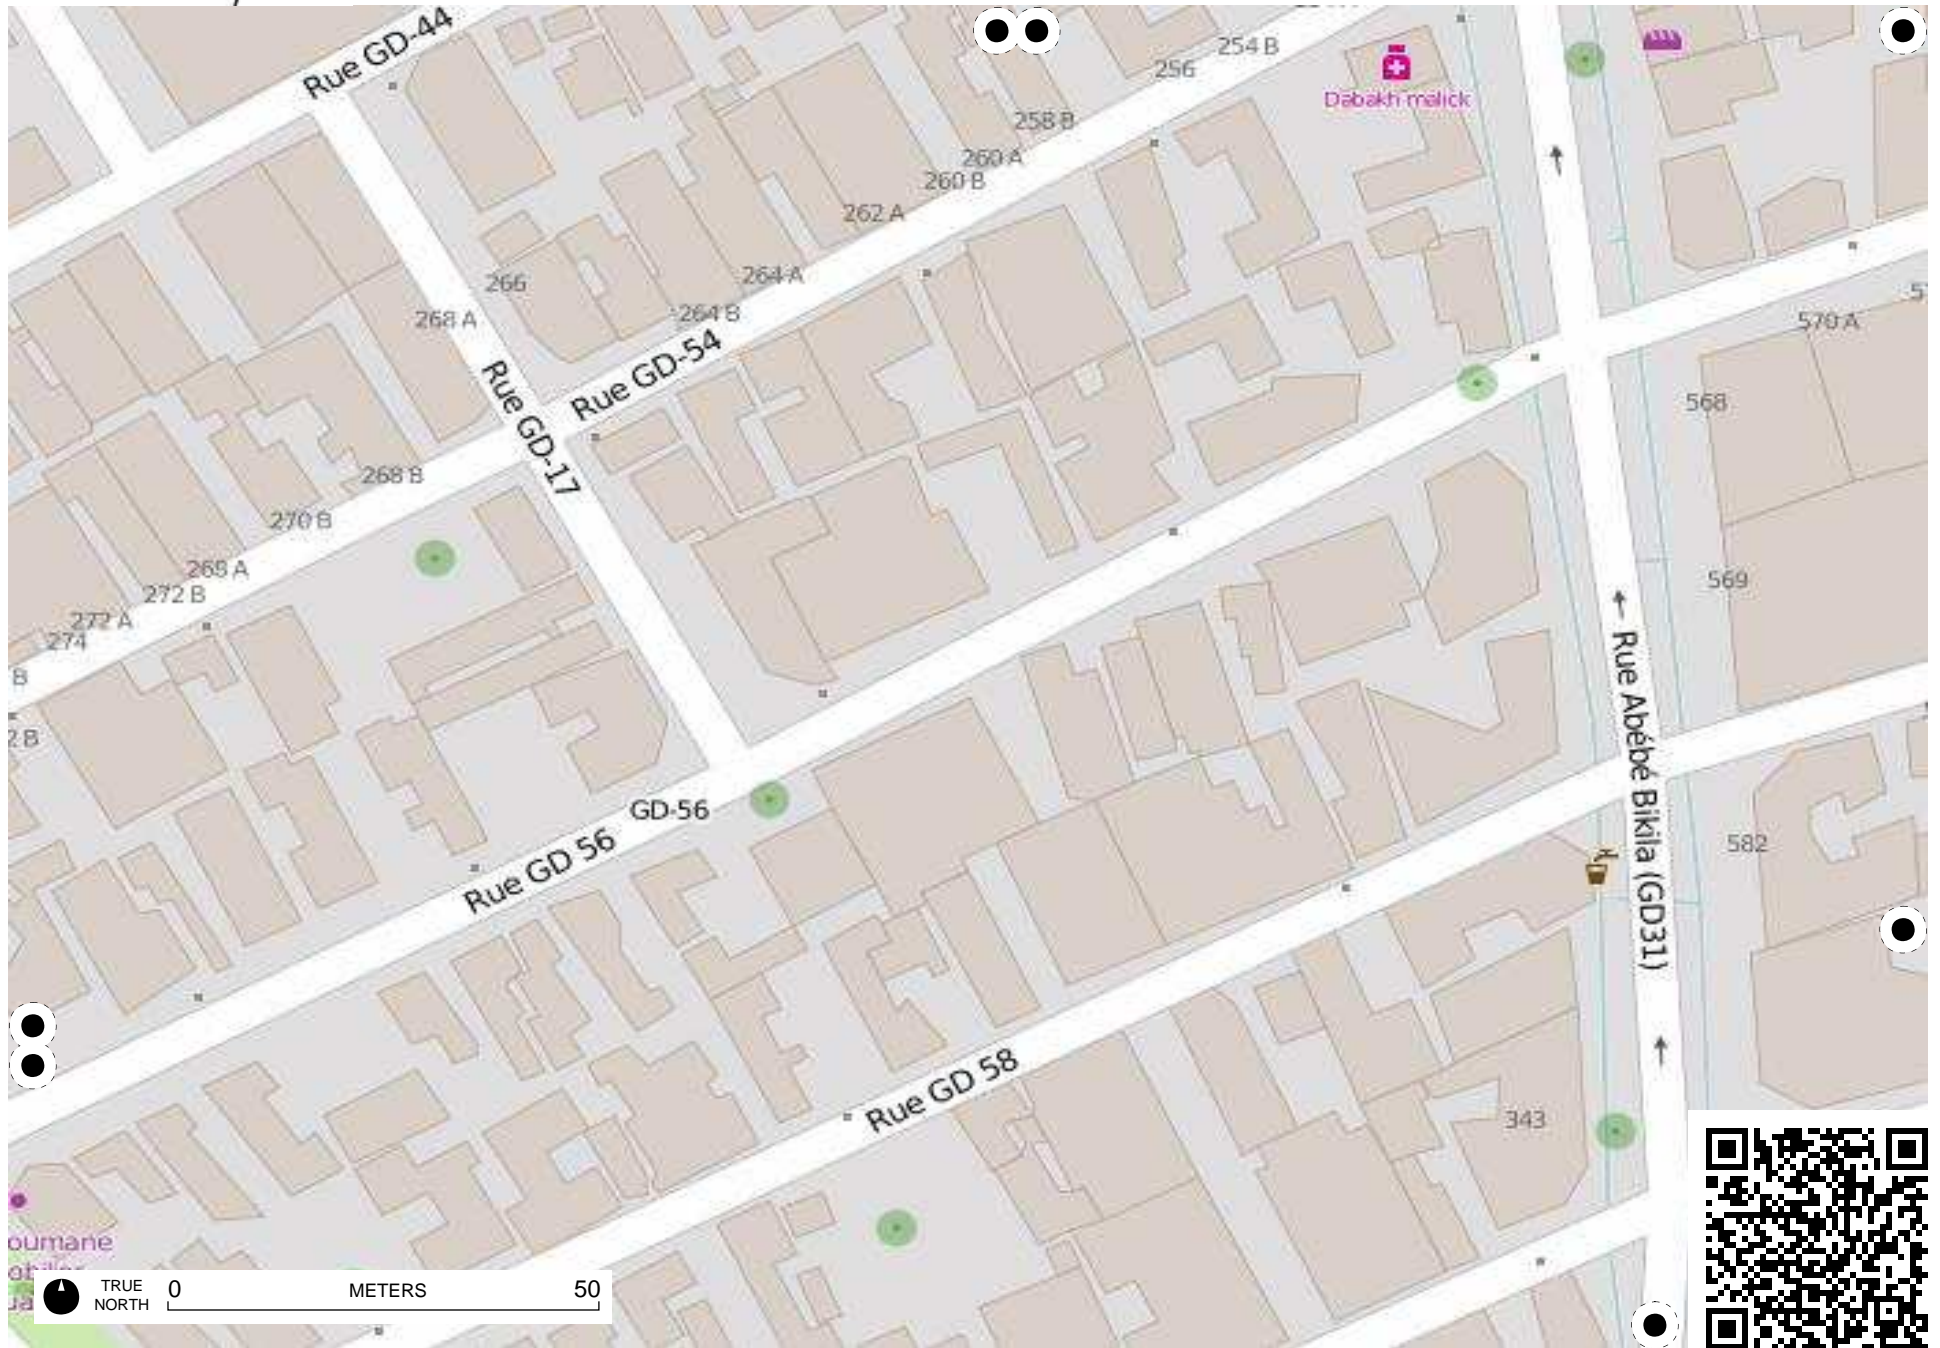 Rue GD-44
254 B
256
Dabakh malick
258 B
260 A
260 B
262 A
264 A
266
264 B
268 A
570 A
Rue GD-54
Rue GD-17
568
268 B
270 B
268 A
272 B
569
272 A
274
B
2 B
Rue Abébé Bikila (GD31)
GD-56
Rue GD 56
582
Rue GD 58
343
oumane
TRUE NORTH
0 METERS 50